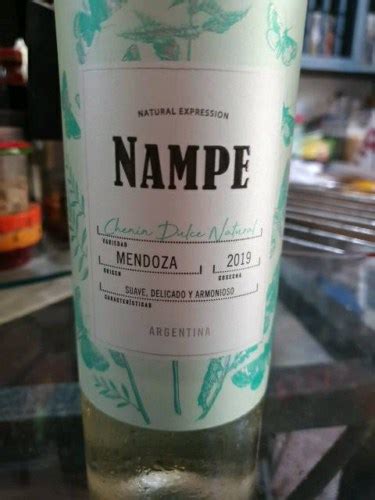 NATURAL EXPRESSION
NAMPE
Chenin Dulce Natural
VARIEDAD
MENDOZA 2019
ORIGEN COSECHA
SUAVE, DELICADO Y ARMONIOSO
CARACTERÍSTICAS
ARGENTINA